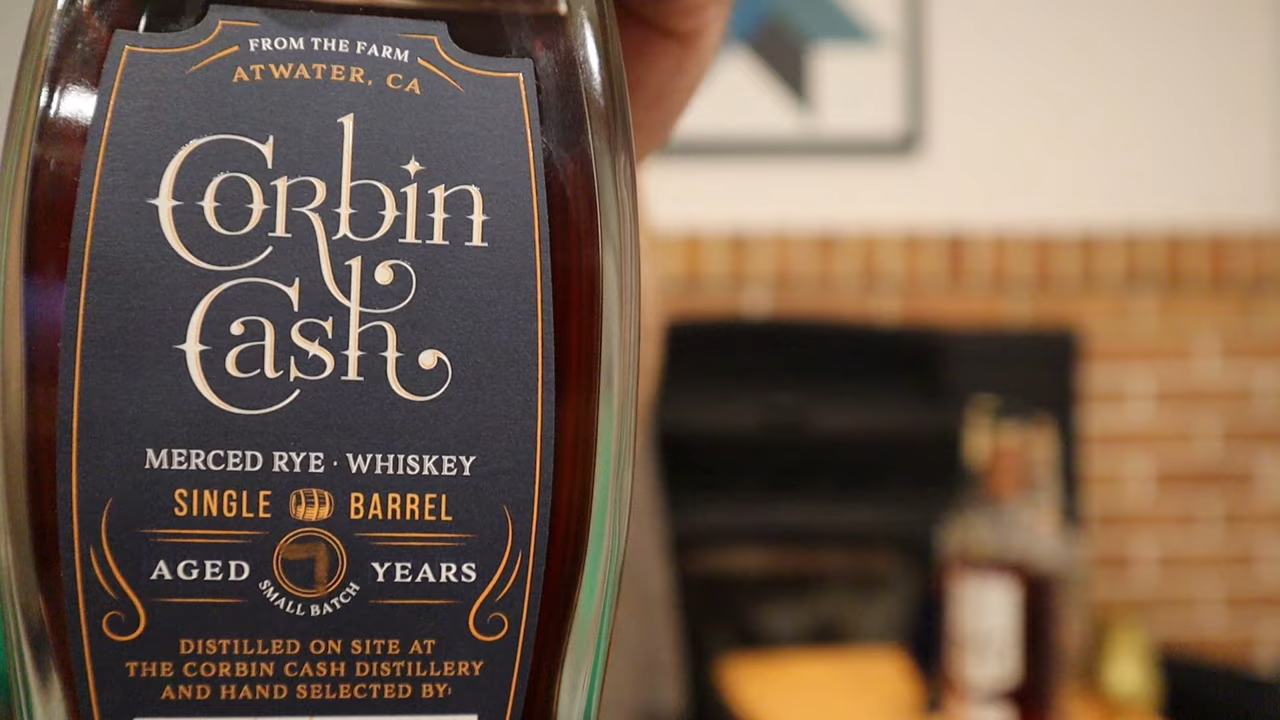 FROM THE FARM
ATWATER, CA
Corbin
Cash
MERCED RYE · WHISKEY
SINGLE BARREL
AGED 7 YEARS
SMALL BATCH
DISTILLED ON SITE AT
THE CORBIN CASH DISTILLERY
AND HAND SELECTED BY: